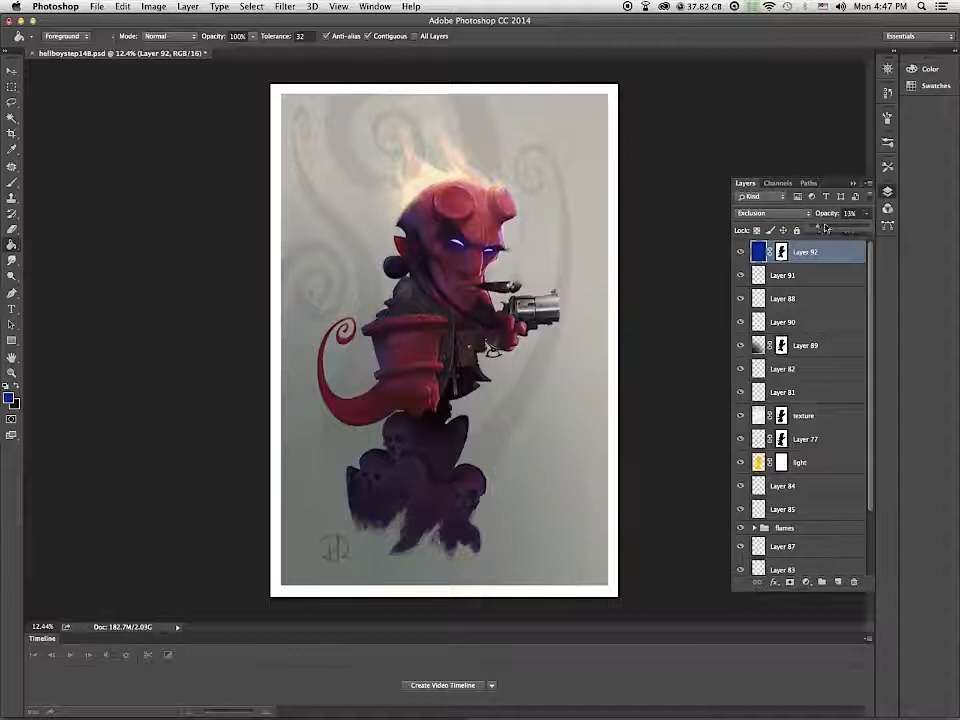 Photoshop File Edit Image Layer Type Select Filter 3D View Window Help 37.82 GB Mon 4:47 PM
Adobe Photoshop CC 2014
Foreground Mode: Normal Opacity: 100% Tolerance: 32 Anti-alias Contiguous All Layers Essentials
hellboystep14B.psd @ 12.4% (Layer 92, RGB/16) *
Color
Swatches
Layers Channels Paths
Kind
Exclusion Opacity: 13%
Lock:
Layer 92
Layer 91
Layer 88
Layer 90
Layer 89
Layer 82
Layer 81
texture
Layer 77
light
Layer 84
Layer 85
flames
Layer 87
Layer 83
12.44% Doc: 182.7M/2.03G
Timeline
Create Video Timeline